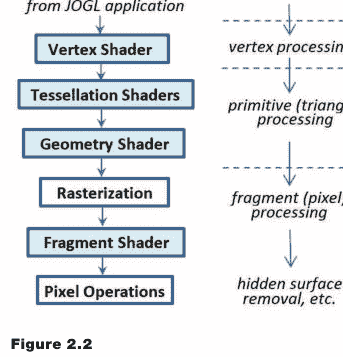 from JOGL application
Vertex Shader
Tessellation Shaders
Geometry Shader
Rasterization
Fragment Shader
Pixel Operations
vertex processin
primitive (triang
processing
fragment (pixel)
processing
hidden surface
removal, etc.
Figure 2.2